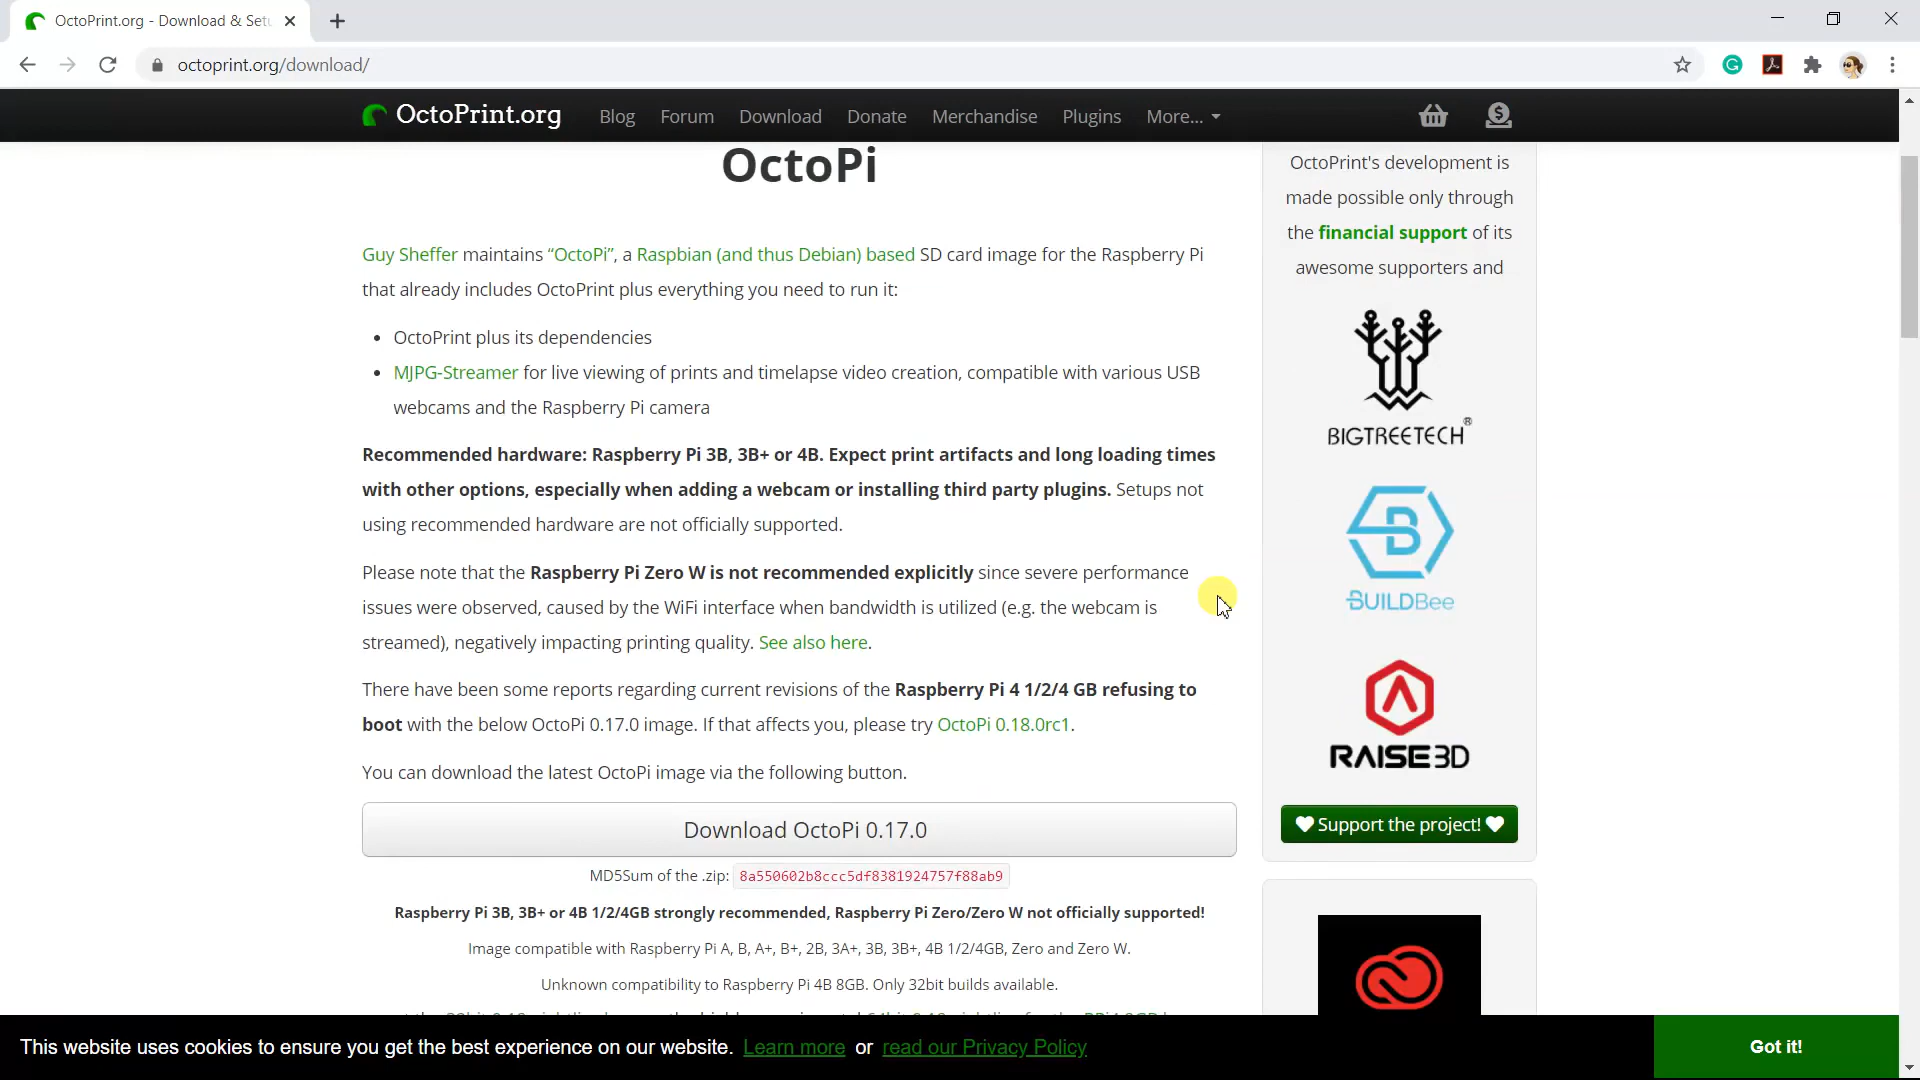 OctoPrint.org - Download & Setu
octoprint.org/download/
OctoPrint.org Blog Forum Download Donate Merchandise Plugins More...
OctoPi
Guy Sheffer maintains “OctoPi”, a Raspbian (and thus Debian) based SD card image for the Raspberry Pi
that already includes OctoPrint plus everything you need to run it:
OctoPrint plus its dependencies
MJPG-Streamer for live viewing of prints and timelapse video creation, compatible with various USB
webcams and the Raspberry Pi camera
Recommended hardware: Raspberry Pi 3B, 3B+ or 4B. Expect print artifacts and long loading times
with other options, especially when adding a webcam or installing third party plugins. Setups not
using recommended hardware are not officially supported.
Please note that the Raspberry Pi Zero W is not recommended explicitly since severe performance
issues were observed, caused by the WiFi interface when bandwidth is utilized (e.g. the webcam is
streamed), negatively impacting printing quality. See also here.
There have been some reports regarding current revisions of the Raspberry Pi 4 1/2/4 GB refusing to
boot with the below OctoPi 0.17.0 image. If that affects you, please try OctoPi 0.18.0rc1.
You can download the latest OctoPi image via the following button.
Download OctoPi 0.17.0
MD5Sum of the .zip: 8a550602b8ccc5df8381924757f88ab9
Raspberry Pi 3B, 3B+ or 4B 1/2/4GB strongly recommended, Raspberry Pi Zero/Zero W not officially supported!
Image compatible with Raspberry Pi A, B, A+, B+, 2B, 3A+, 3B, 3B+, 4B 1/2/4GB, Zero and Zero W.
Unknown compatibility to Raspberry Pi 4B 8GB. Only 32bit builds available.
OctoPrint's development is
made possible only through
the financial support of its
awesome supporters and
BIGTREETECH®
BUILDBee
RAISE3D
Support the project!
This website uses cookies to ensure you get the best experience on our website. Learn more or read our Privacy Policy
Got it!